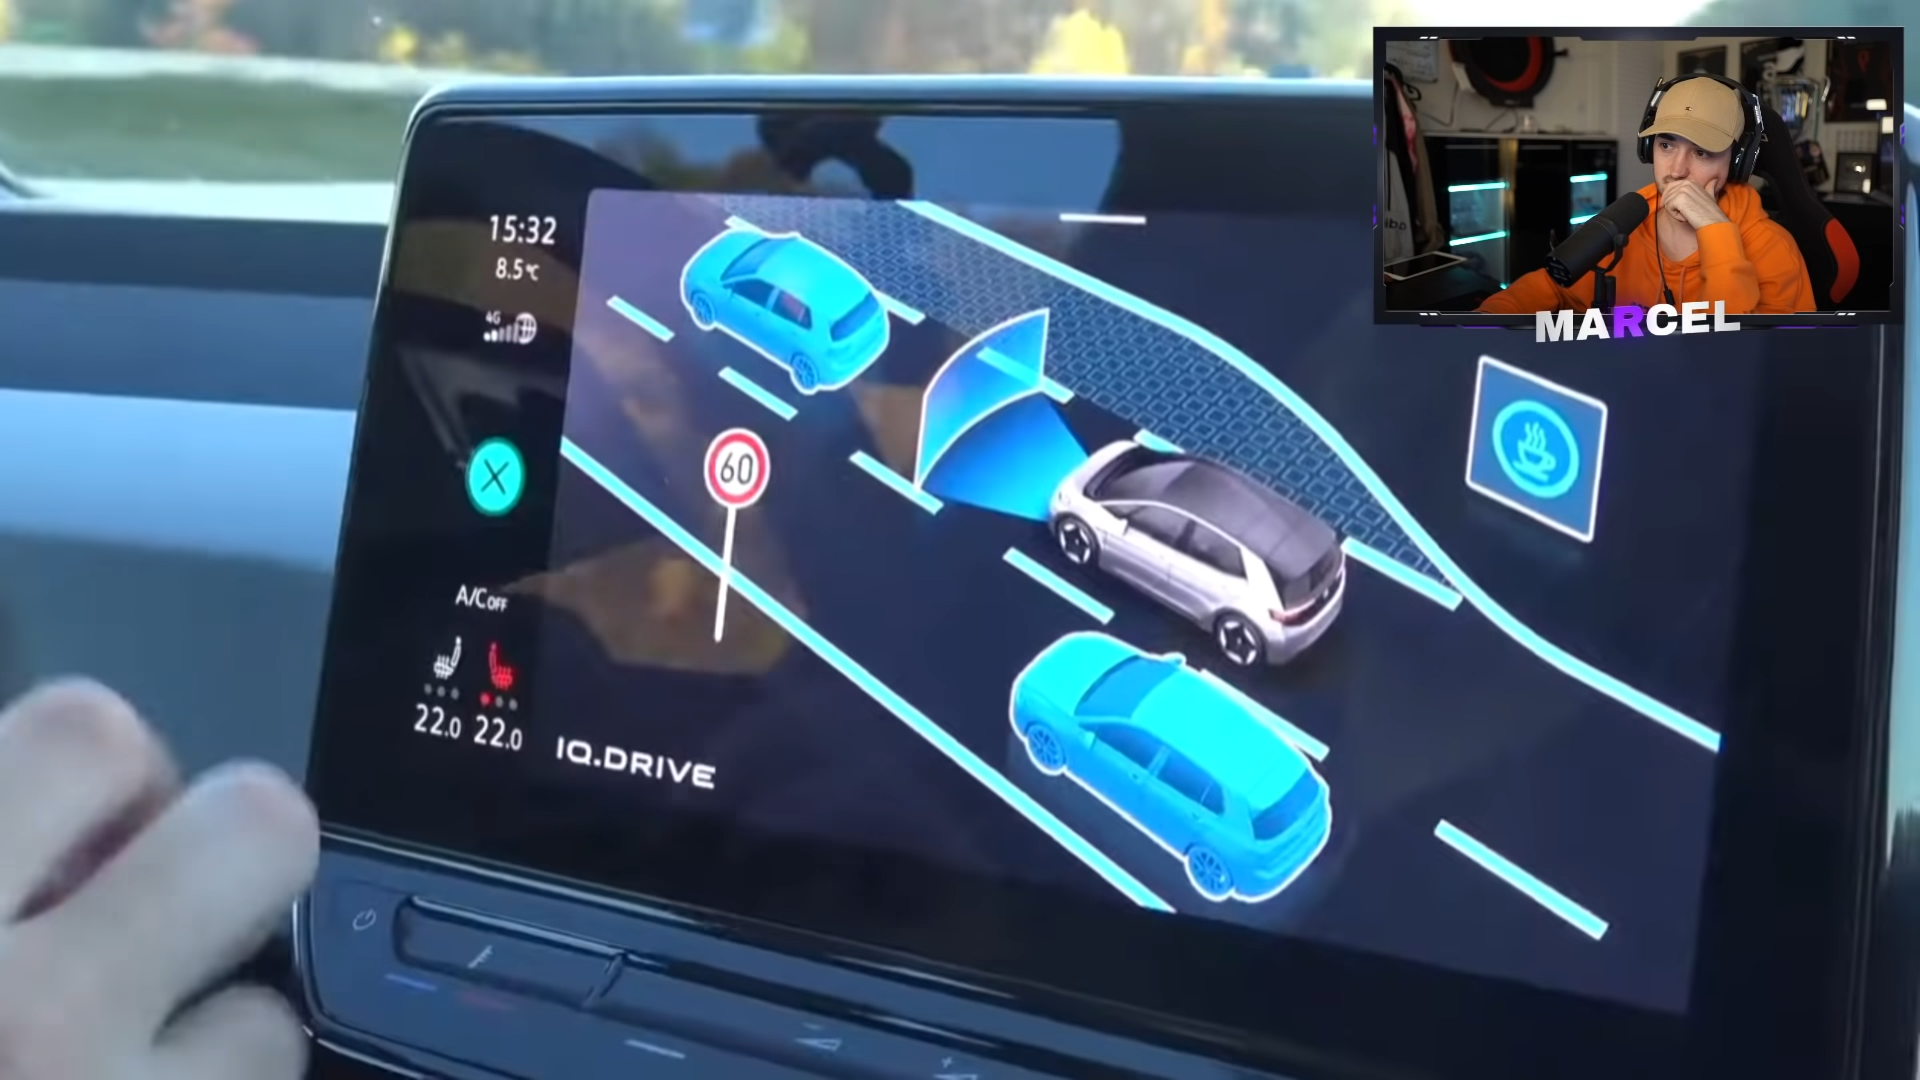 15:32
8.5°C
4G
60
A/C OFF
22.0 22.0
IQ.DRIVE
MARCEL